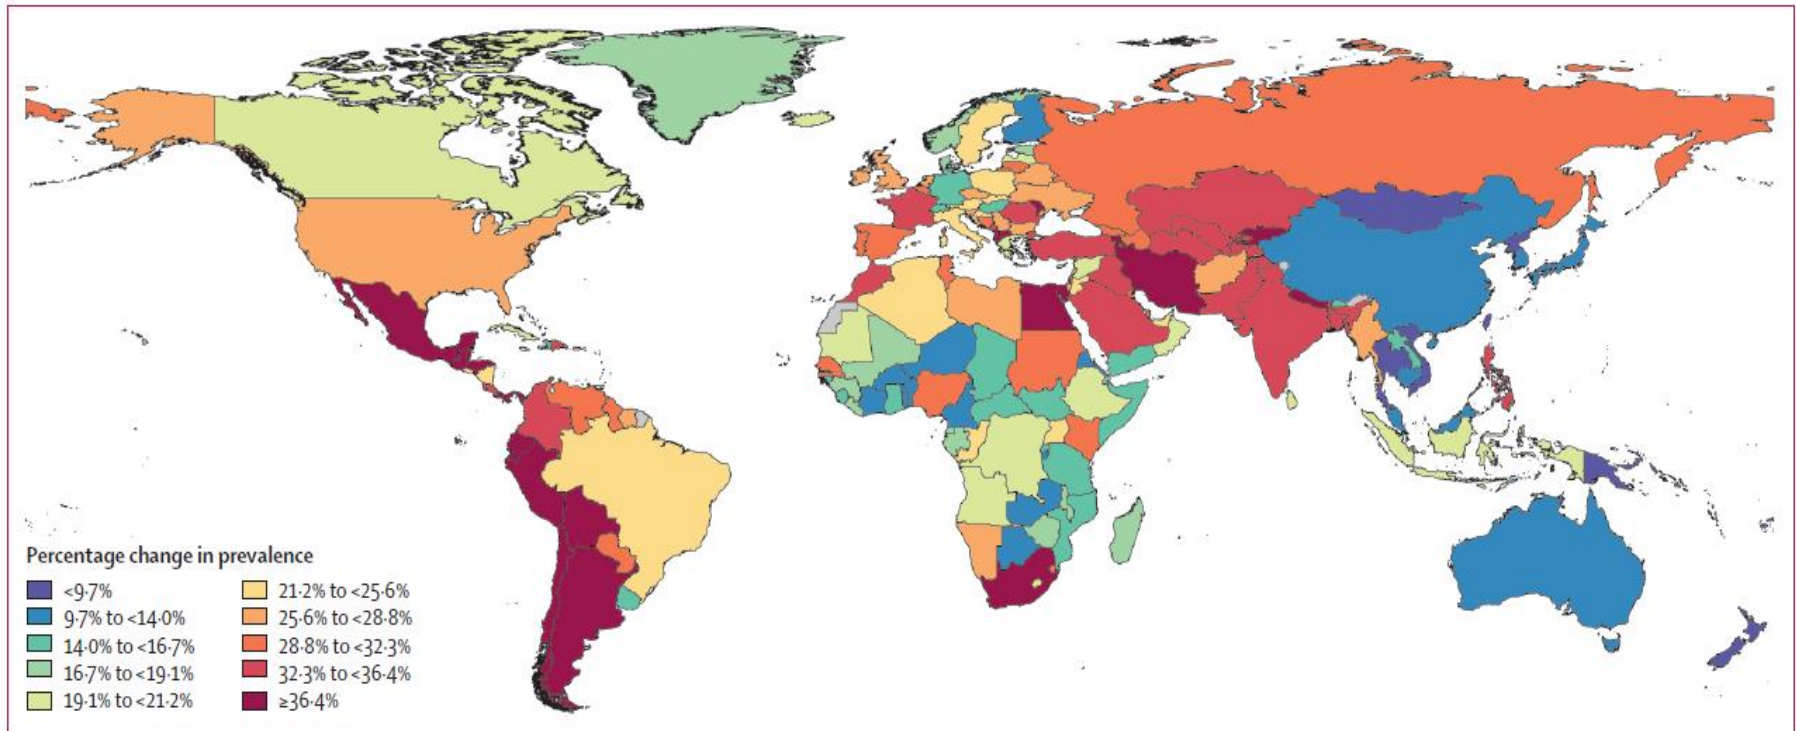 Percentage change in prevalence
<9·7%
9·7% to <14·0%
14·0% to <16·7%
16·7% to <19·1%
19·1% to <21·2%
21·2% to <25·6%
25·6% to <28·8%
28·8% to <32·3%
32·3% to <36·4%
≥36·4%